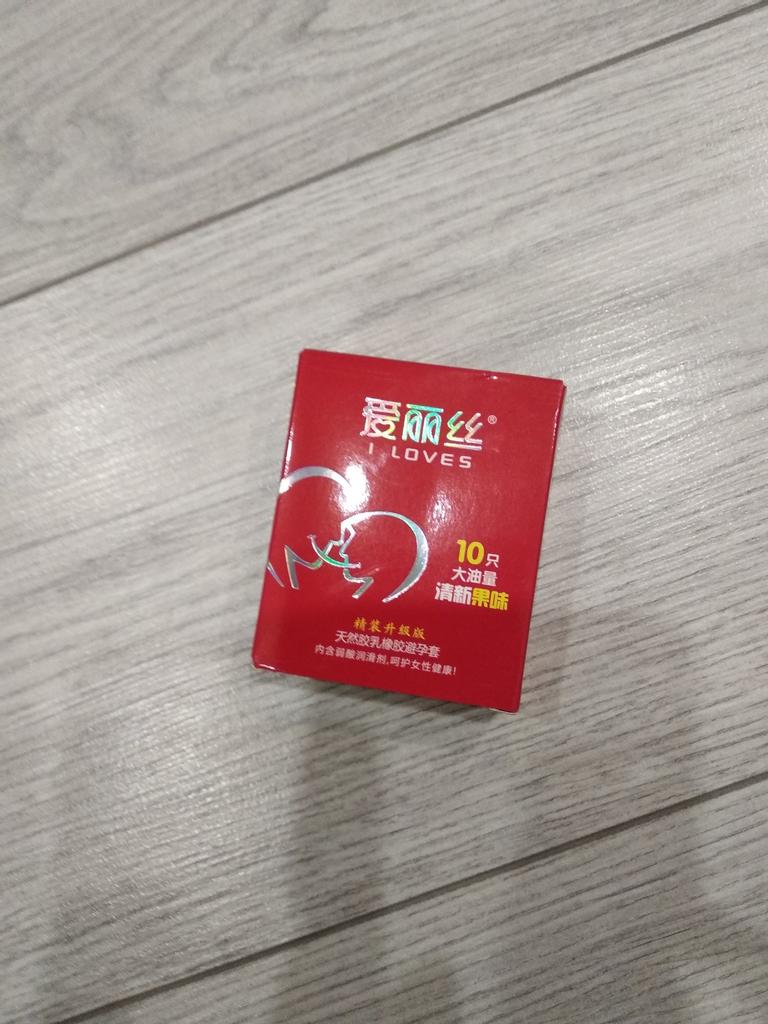 爱丽丝®
I LOVES
10只
大油量
清新果味
精装升级版
天然胶乳橡胶避孕套
内含弱酸润滑剂,呵护女性健康!